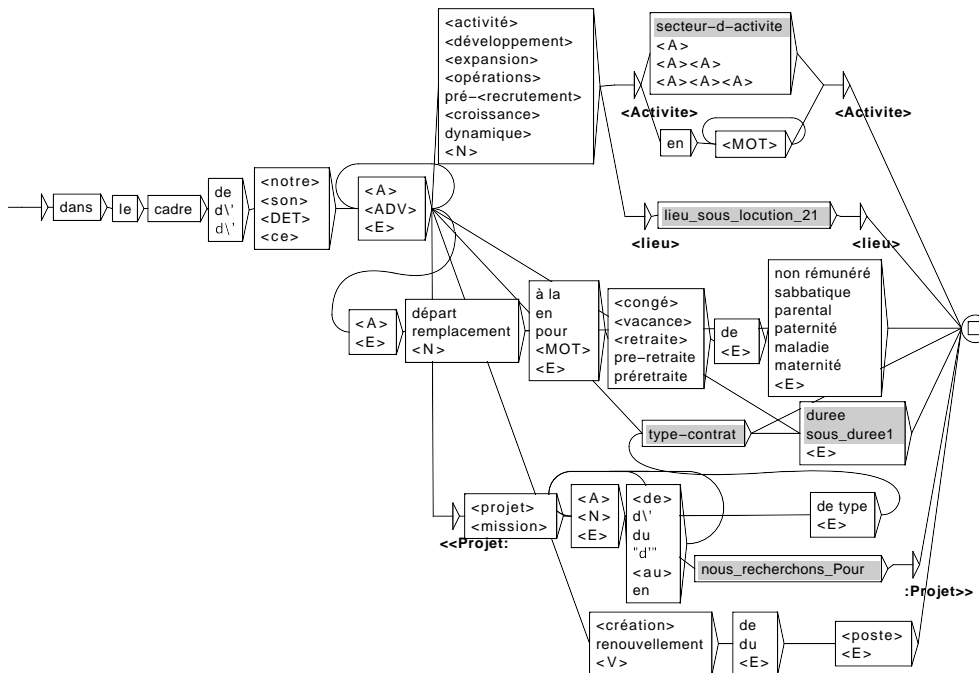 <activité>
<développement>
<expansion>
<opérations>
pré-<recrutement>
<croissance>
dynamique>
<N>
secteur-d-activite
<A>
<A><A>
<A><A><A>
<Activite>
<Activite>
en
<MOT>
dans
le
cadre
de
d\'
d\'
<notre>
<son>
<DET>
<ce>
<A>
<ADV>
<E>
lieu_sous_locution_21
<lieu>
<lieu>
<A>
<E>
départ
remplacement
<N>
à la
en
pour
<MOT>
<E>
<congé>
<vacance>
<retraite>
pre-retraite
préretraite
de
<E>
non rémunéré
sabbatique
parental
paternité
maladie
maternité
<E>
type-contrat
duree
sous_duree1
<E>
<projet>
<mission>
<<Projet:
<A>
<N>
<E>
<de>
d\'
du
"d'"
<au>
en
de type
<E>
nous_recherchons_Pour
:Projet>>
<création>
renouvellement
<V>
de
du
<E>
<poste>
<E>